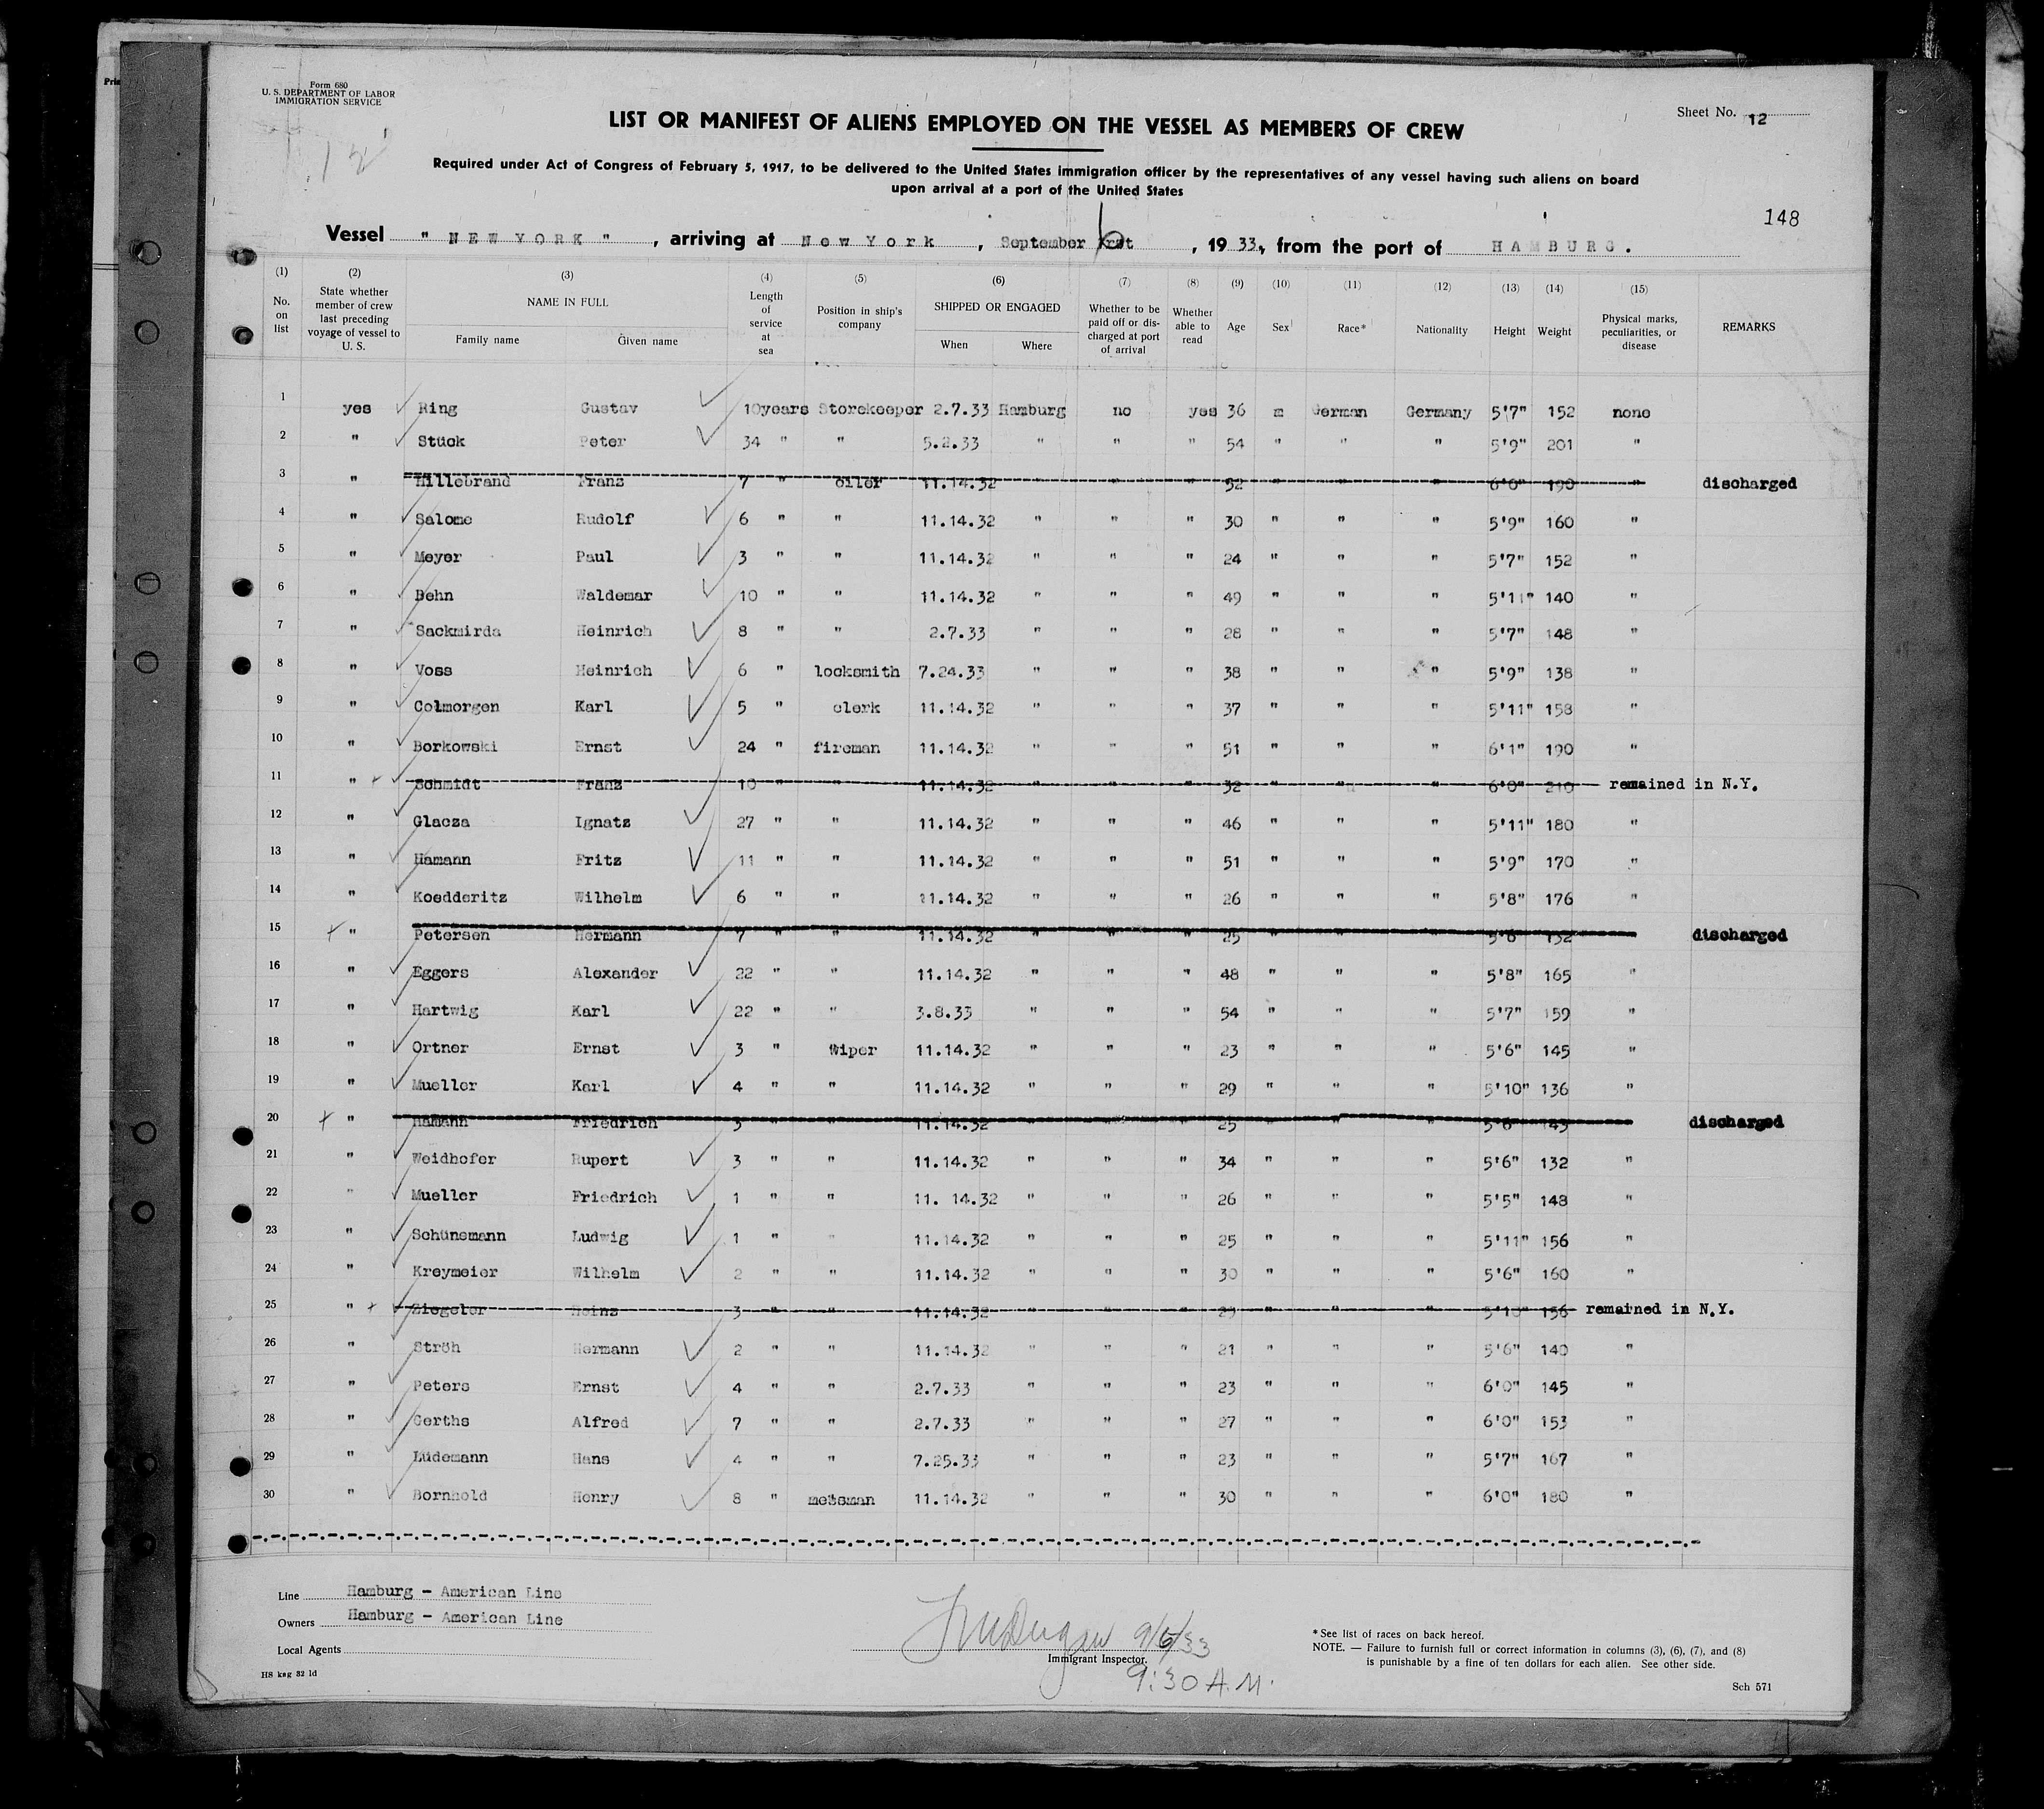 Form 680
U. S. DEPARTMENT OF LABOR
IMMIGRATION SERVICE
Sheet No. 12
LIST OR MANIFEST OF ALIENS EMPLOYED ON THE VESSEL AS MEMBERS OF CREW
Required under Act of Congress of February 5, 1917, to be delivered to the United States immigration officer by the representatives of any vessel having such aliens on board
upon arrival at a port of the United States
148
Vessel " NEW YORK ", arriving at New York, September 6, 1933, from the port of HAMBURG.
(1) (2) (3) (4) (5) (6) (7) (8) (9) (10) (11) (12) (13) (14) (15)
No. on list | State whether member of crew last preceding voyage of vessel to U. S. | NAME IN FULL Family name Given name | Length of service at sea | Position in ship's company | SHIPPED OR ENGAGED When Where | Whether to be paid off or discharged at port of arrival | Whether able to read | Age | Sex | Race* | Nationality | Height | Weight | Physical marks, peculiarities, or disease | REMARKS
1 yes Ring Gustav 10years Storekeeper 2.7.33 Hamburg no yes 36 m German Germany 5'7" 152 none
2 " Stück Peter 34 " " 5.2.33 " " " 54 " " " 5'9" 201 "
3 " Hillebrand Franz 7 " oiler 11.14.32 " " " 52 " " " 6'0" 190 " discharged
4 " Salome Rudolf 6 " " 11.14.32 " " " 30 " " " 5'9" 160 "
5 " Meyer Paul 3 " " 11.14.32 " " " 24 " " " 5'7" 152 "
6 " Behn Waldemar 10 " " 11.14.32 " " " 49 " " " 5'11" 140 "
7 " Sackmirda Heinrich 8 " " 2.7.33 " " " 28 " " " 5'7" 148 "
8 " Voss Heinrich 6 " locksmith 7.24.33 " " " 38 " " " 5'9" 138 "
9 " Colmorgen Karl 5 " clerk 11.14.32 " " " 37 " " " 5'11" 158 "
10 " Borkowski Ernst 24 " fireman 11.14.32 " " " 51 " " " 6'1" 190 "
11 " Schmidt Franz 10 " " 11.14.32 " " " 32 " " " 6'0" 210 remained in N.Y.
12 " Glacza Ignatz 27 " " 11.14.32 " " " 46 " " " 5'11" 180 "
13 " Hamann Fritz 11 " " 11.14.32 " " " 51 " " " 5'9" 170 "
14 " Koedderitz Wilhelm 6 " " 11.14.32 " " " 26 " " " 5'8" 176 "
15 " Petersen Hermann 7 " " 11.14.32 " " " 25 " " " 5'6 132 discharged
16 " Eggers Alexander 22 " " 11.14.32 " " " 48 " " " 5'8" 165 "
17 " Hartwig Karl 22 " " 3.8.33 " " " 54 " " " 5'7" 159 "
18 " Ortner Ernst 3 " Wiper 11.14.32 " " " 23 " " " 5'6" 145 "
19 " Mueller Karl 4 " " 11.14.32 " " " 29 " " " 5'10" 136 "
20 " Hamann Friedrich 3 " " 11.14.32 " " " 25 " " " 143 discharged
21 " Weidhofer Rupert 3 " " 11.14.32 " " " 34 " " " 5'6" 132 "
22 " Mueller Friedrich 1 " " 11. 14.32 " " " 26 " " " 5'5" 148 "
23 " Schünemann Ludwig 1 " " 11.14.32 " " " 25 " " " 5'11" 156 "
24 " Kreymeier Wilhelm 2 " " 11.14.32 " " " 30 " " " 5'6" 160 "
25 " Ziegeler Heinz 3 " " 11.14.32 " " " 29 " " " 5'10" 156 remained in N.Y.
26 " Ströh Hermann 2 " " 11.14.32 " " " 21 " " " 5'6" 140 "
27 " Peters Ernst 4 " " 2.7.33 " " " 23 " " " 6'0" 145 "
28 " Gerths Alfred 7 " " 2.7.33 " " " 27 " " " 6'0" 153 "
29 " Lüdemann Hans 4 " " 7.25.33 " " " 23 " " " 5'7" 167 "
30 " Bornhold Henry 8 " messman 11.14.32 " " " 30 " " " 6'0" 180 "
Line Hamburg - American Line
Owners Hamburg - American Line
Local Agents
9/6/33
Immigrant Inspector.
9:30 A.M.
* See list of races on back hereof.
NOTE. — Failure to furnish full or correct information in columns (3), (6), (7), and (8)
is punishable by a fine of ten dollars for each alien. See other side.
HS kag 82 1d
Sch 571